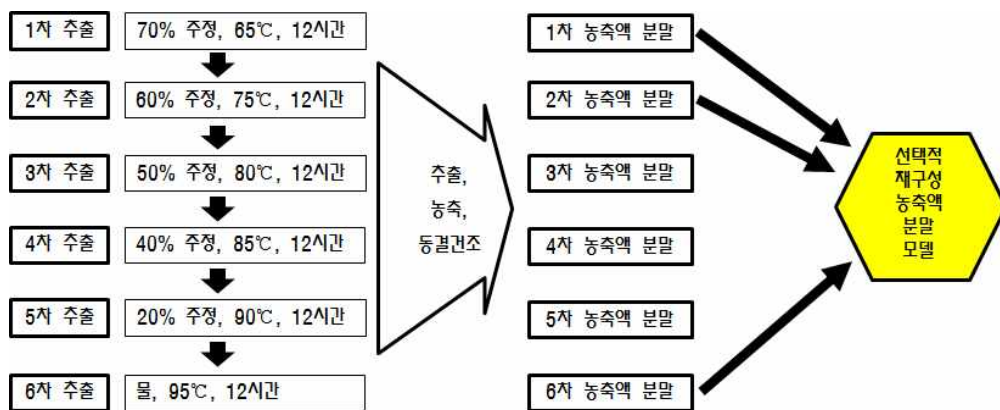 1차 추출
70% 주정, 65℃, 12시간
2차 추출
60% 주정, 75℃, 12시간
3차 추출
50% 주정, 80℃, 12시간
4차 추출
40% 주정, 85℃, 12시간
5차 추출
20% 주정, 90℃, 12시간
6차 추출
물, 95℃, 12시간
추출,
농축,
동결건조
1차 농축액 분말
2차 농축액 분말
3차 농축액 분말
4차 농축액 분말
5차 농축액 분말
6차 농축액 분말
선택적
재구성
농축액
분말
모델